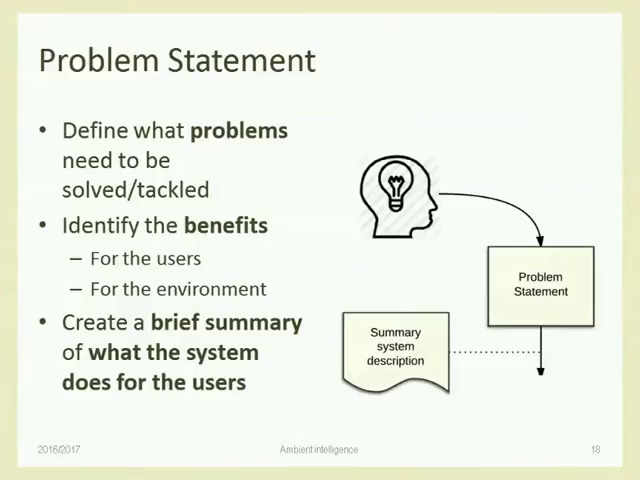 Problem Statement
• Define what problems
need to be
solved/tackled
• Identify the benefits
– For the users
– For the environment
• Create a brief summary
of what the system
does for the users
Problem
Statement
Summary
system
description
2016/2017
Ambient intelligence
18